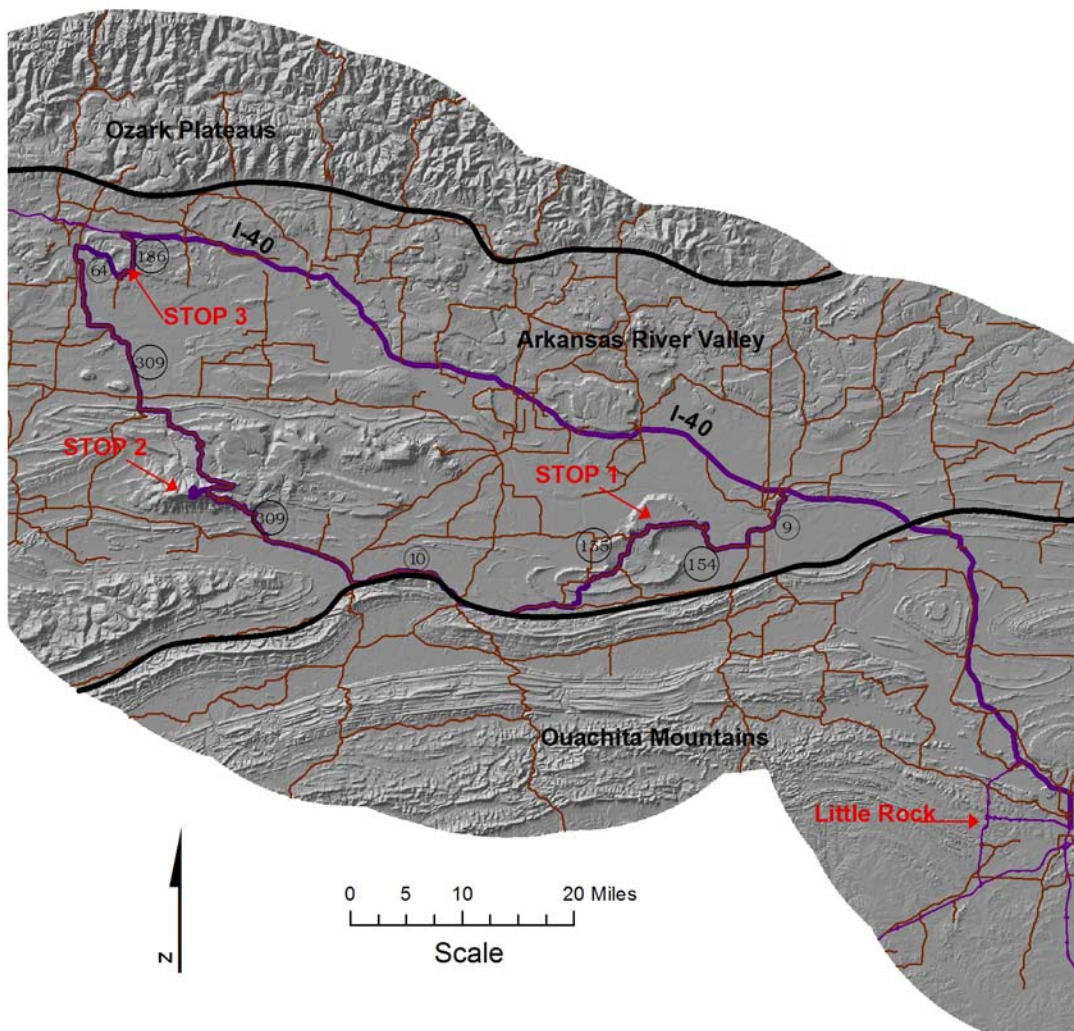 Ozark Plateaus
I-40
186
64
STOP 3
309
Arkansas River Valley
I-40
STOP 2
STOP 1
309
9
155
154
10
Ouachita Mountains
Little Rock
0 5 10 20 Miles
Scale
N